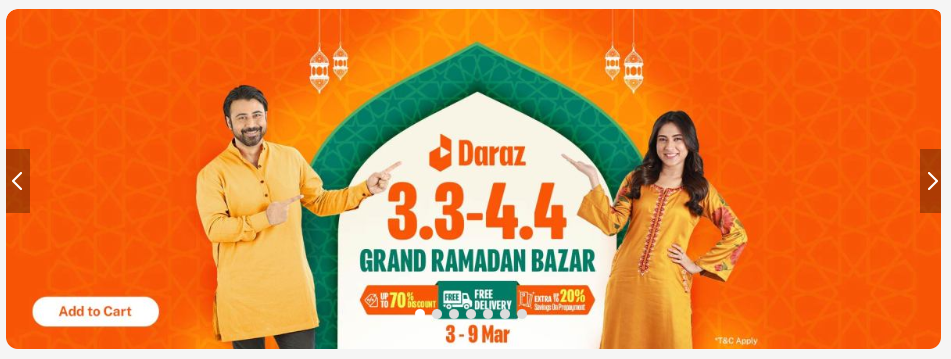 Daraz
3.3-4.4
GRAND RAMADAN BAZAR
UP TO 70% DISCOUNT
FREE
FREE DELIVERY
EXTRA UP TO 20%
Savings On Prepayment
3 - 9 Mar
Add to Cart
*T&C Apply